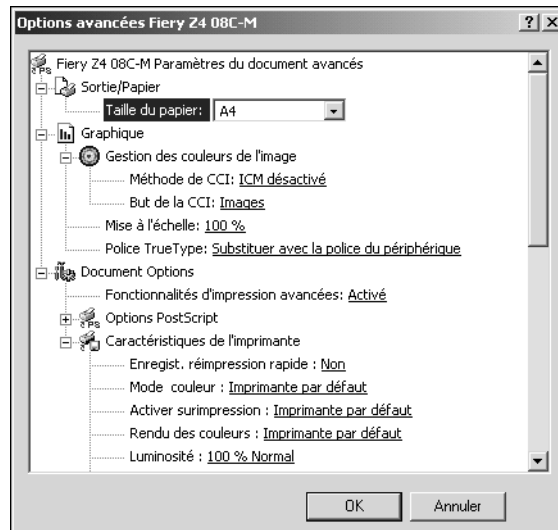 Options avancées Fiery Z4 08C-M
Fiery Z4 08C-M Paramètres du document avancés
Sortie/Papier
Taille du papier: A4
Graphique
Gestion des couleurs de l'image
Méthode de CCI: ICM désactivé
But de la CCI: Images
Mise à l'échelle: 100 %
Police TrueType: Substituer avec la police du périphérique
Document Options
Fonctionnalités d'impression avancées: Activé
Options PostScript
Caractéristiques de l'imprimante
Enregist. réimpression rapide : Non
Mode couleur : Imprimante par défaut
Activer surimpression : Imprimante par défaut
Rendu des couleurs : Imprimante par défaut
Luminosité : 100 % Normal
OK Annuler